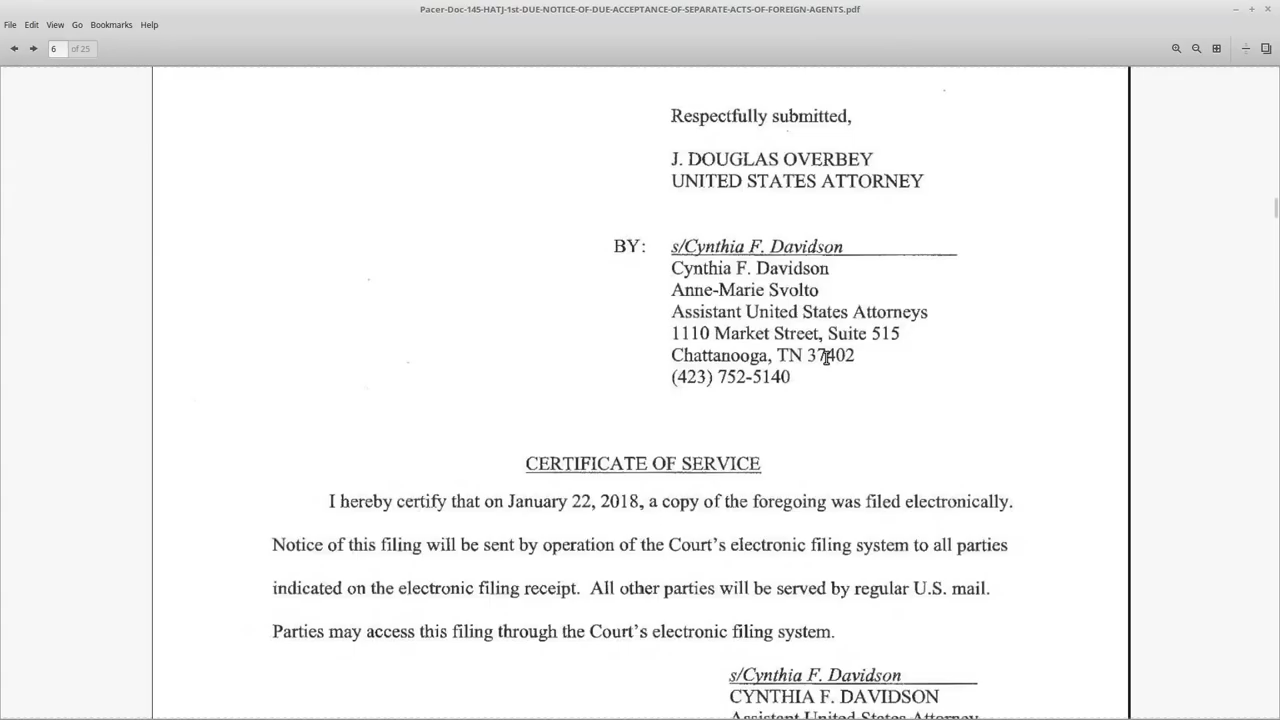 Pacer-Doc-145-HATJ-1st-DUE-NOTICE-OF-DUE-ACCEPTANCE-OF-SEPARATE-ACTS-OF-FOREIGN-AGENTS.pdf
File Edit View Go Bookmarks Help
6 of 25
Respectfully submitted,
J. DOUGLAS OVERBEY
UNITED STATES ATTORNEY
BY: s/Cynthia F. Davidson
Cynthia F. Davidson
Anne-Marie Svolto
Assistant United States Attorneys
1110 Market Street, Suite 515
Chattanooga, TN 37402
(423) 752-5140
CERTIFICATE OF SERVICE
I hereby certify that on January 22, 2018, a copy of the foregoing was filed electronically.
Notice of this filing will be sent by operation of the Court's electronic filing system to all parties
indicated on the electronic filing receipt. All other parties will be served by regular U.S. mail.
Parties may access this filing through the Court's electronic filing system.
s/Cynthia F. Davidson
CYNTHIA F. DAVIDSON
Assistant United States Attorney